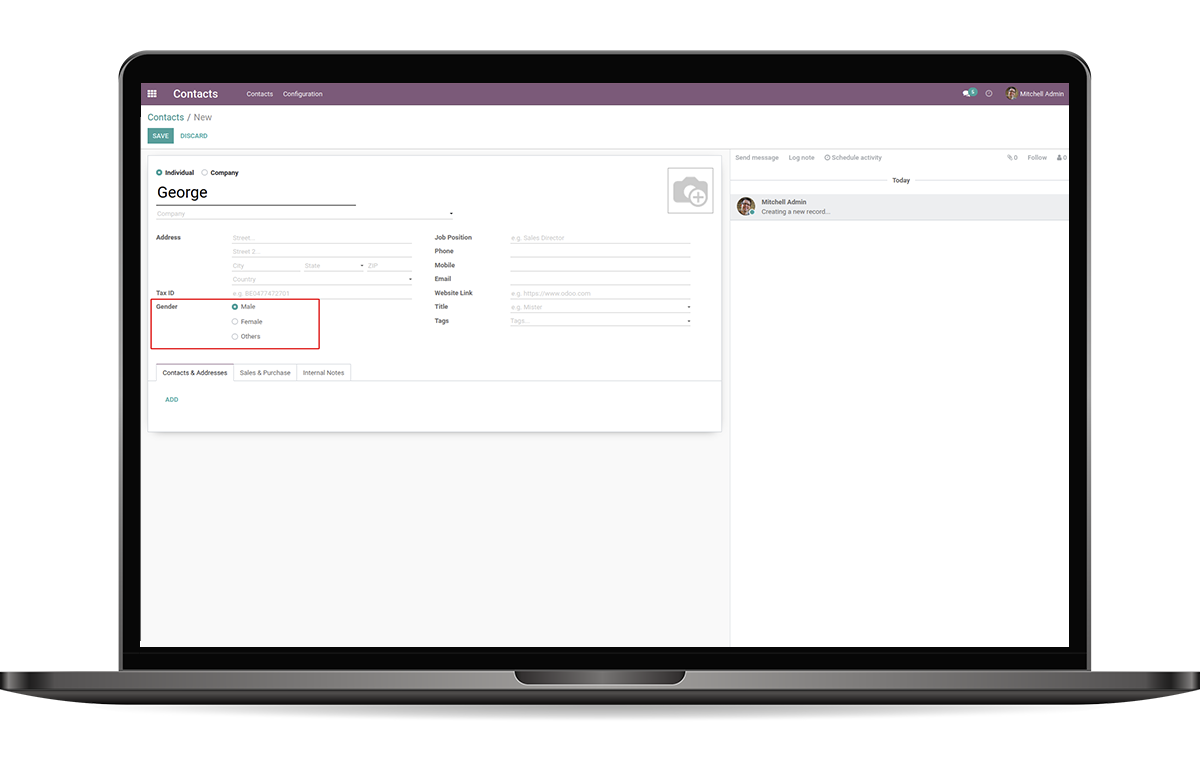 Contacts Contacts Configuration 5 Mitchell Admin
Contacts / New
SAVE DISCARD
Send message Log note Schedule activity 0 Follow 0
Today
Mitchell Admin
Creating a new record...
Individual Company
George
Company
Address Street...
Street 2...
City State ZIP
Country
Tax ID e.g. BE0477472701
Gender Male
Female
Others
Job Position e.g. Sales Director
Phone
Mobile
Email
Website Link e.g. https://www.odoo.com
Title e.g. Mister
Tags Tags...
Contacts & Addresses Sales & Purchase Internal Notes
ADD